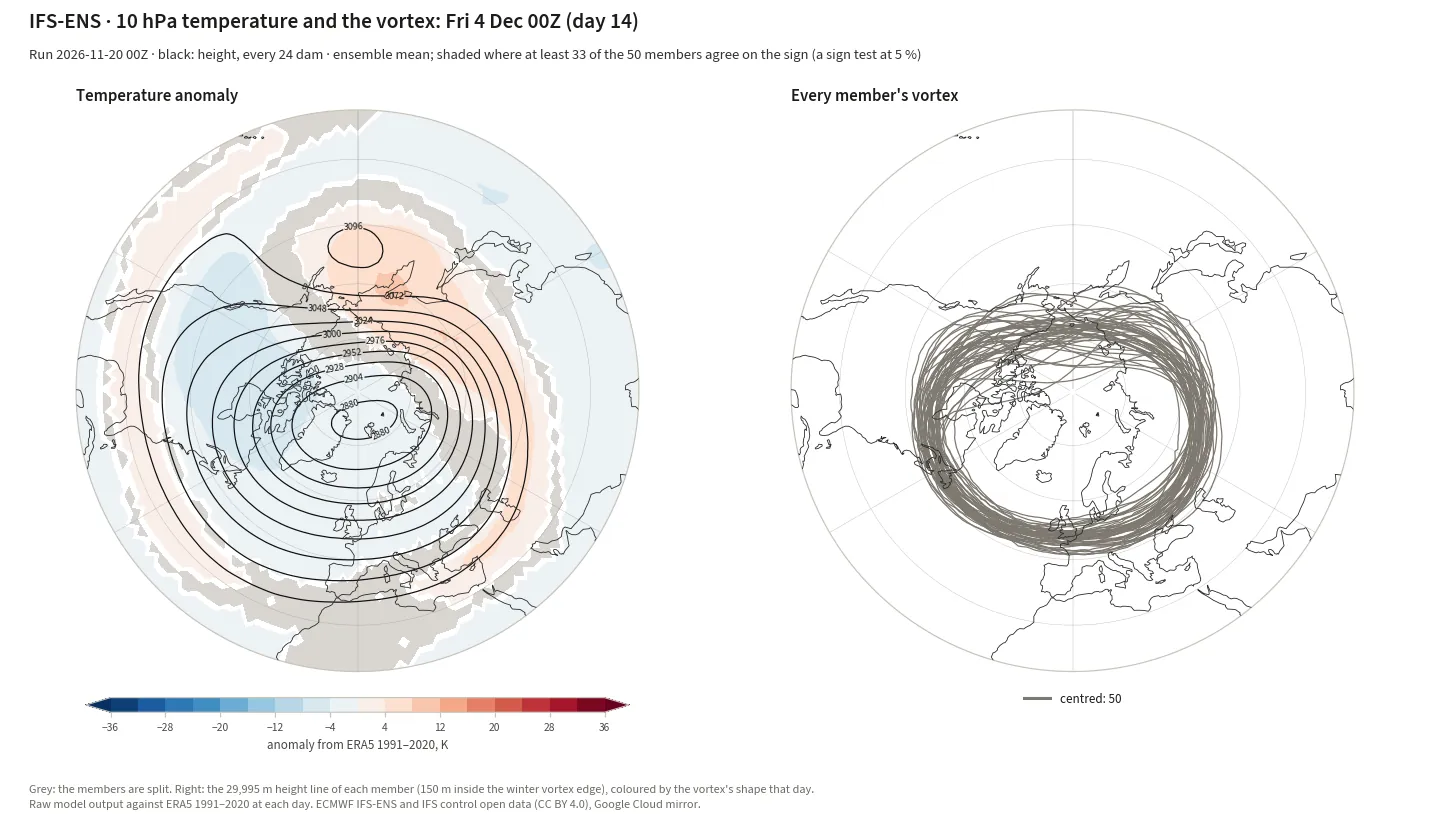 IFS-ENS · 10 hPa temperature and the vortex: Fri 4 Dec 00Z (day 14)
Run 2026-11-20 00Z · black: height, every 24 dam · ensemble mean; shaded where at least 33 of the 50 members agree on the sign (a sign test at 5 %)
Temperature anomaly
Every member's vortex
3096
3072
3048
3024
3000
2976
2952
2928
2904
2880
2880
centred: 50
−36 −28 −20 −12 −4 4 12 20 28 36
anomaly from ERA5 1991–2020, K
Grey: the members are split. Right: the 29,995 m height line of each member (150 m inside the winter vortex edge), coloured by the vortex's shape that day.
Raw model output against ERA5 1991–2020 at each day. ECMWF IFS-ENS and IFS control open data (CC BY 4.0), Google Cloud mirror.